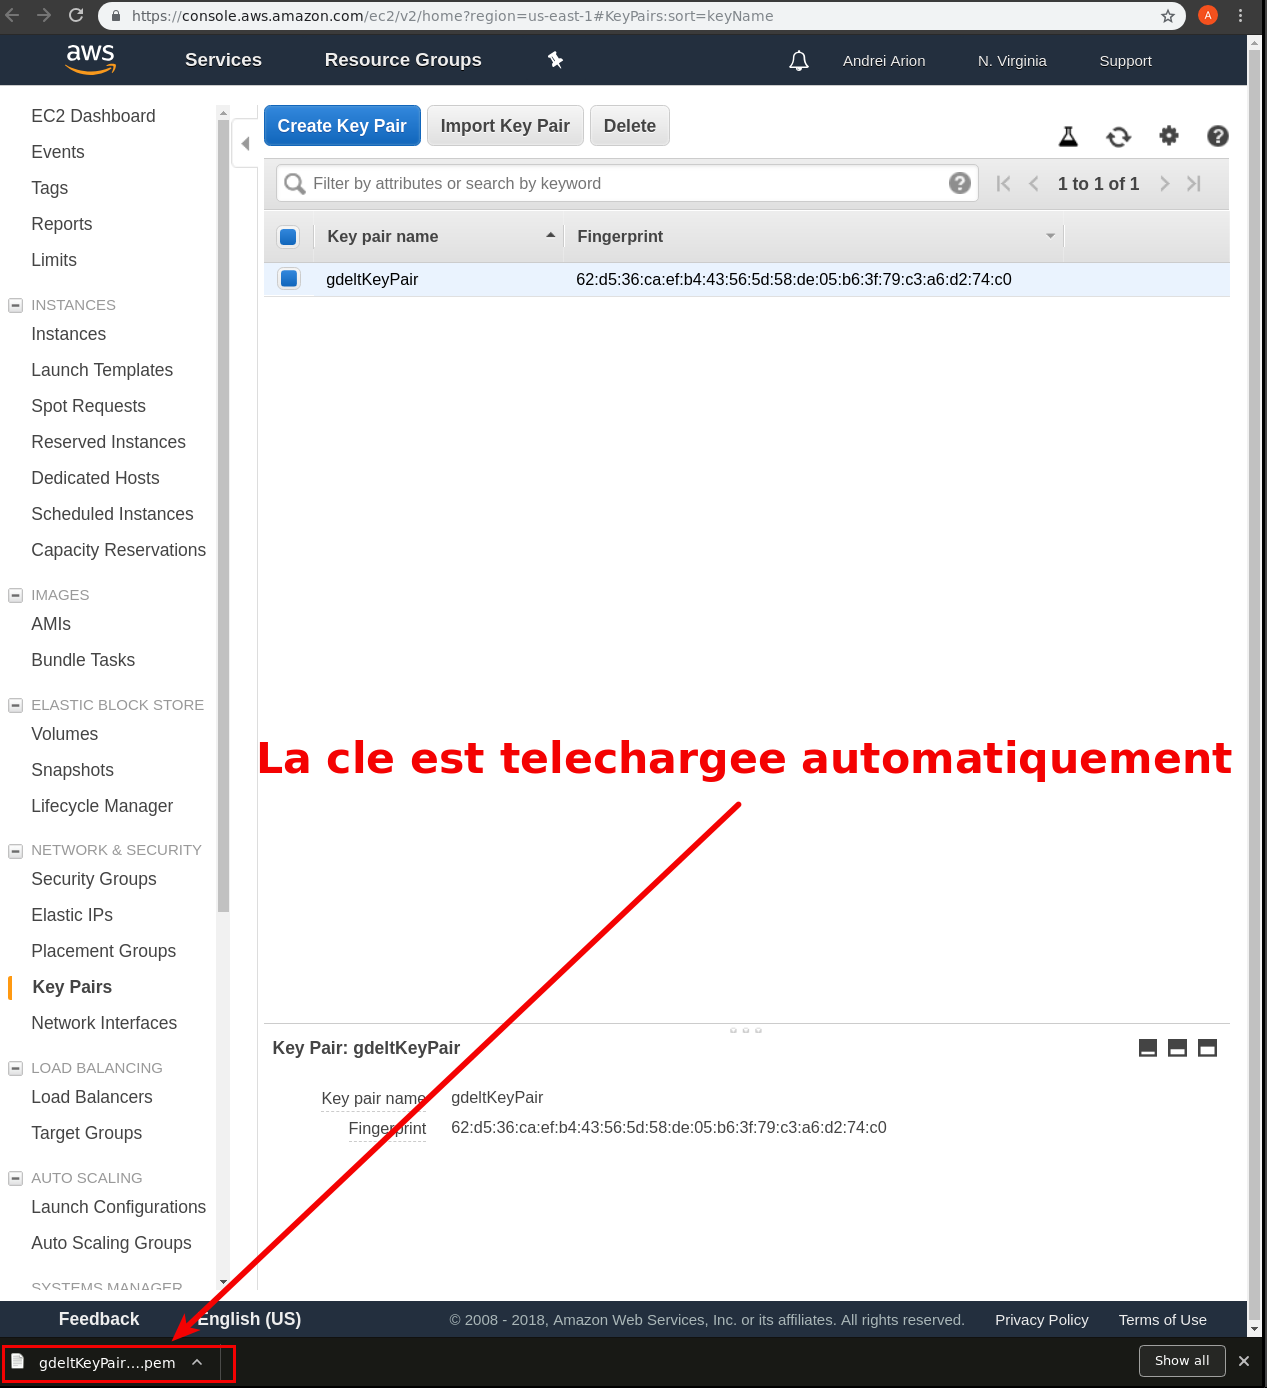 https://console.aws.amazon.com/ec2/v2/home?region=us-east-1#KeyPairs:sort=keyName
A
aws
Services
Resource Groups
Andrei Arion
N. Virginia
Support
EC2 Dashboard
Events
Tags
Reports
Limits
INSTANCES
Instances
Launch Templates
Spot Requests
Reserved Instances
Dedicated Hosts
Scheduled Instances
Capacity Reservations
IMAGES
AMIs
Bundle Tasks
ELASTIC BLOCK STORE
Volumes
Snapshots
Lifecycle Manager
NETWORK & SECURITY
Security Groups
Elastic IPs
Placement Groups
Key Pairs
Network Interfaces
LOAD BALANCING
Load Balancers
Target Groups
AUTO SCALING
Launch Configurations
Auto Scaling Groups
SYSTEMS MANAGER
Create Key Pair
Import Key Pair
Delete
Filter by attributes or search by keyword
1 to 1 of 1
Key pair name
Fingerprint
gdeltKeyPair
62:d5:36:ca:ef:b4:43:56:5d:58:de:05:b6:3f:79:c3:a6:d2:74:c0
La cle est telechargee automatiquement
Key Pair: gdeltKeyPair
Key pair name gdeltKeyPair
Fingerprint 62:d5:36:ca:ef:b4:43:56:5d:58:de:05:b6:3f:79:c3:a6:d2:74:c0
Feedback
English (US)
© 2008 - 2018, Amazon Web Services, Inc. or its affiliates. All rights reserved.
Privacy Policy
Terms of Use
gdeltKeyPair....pem
Show all